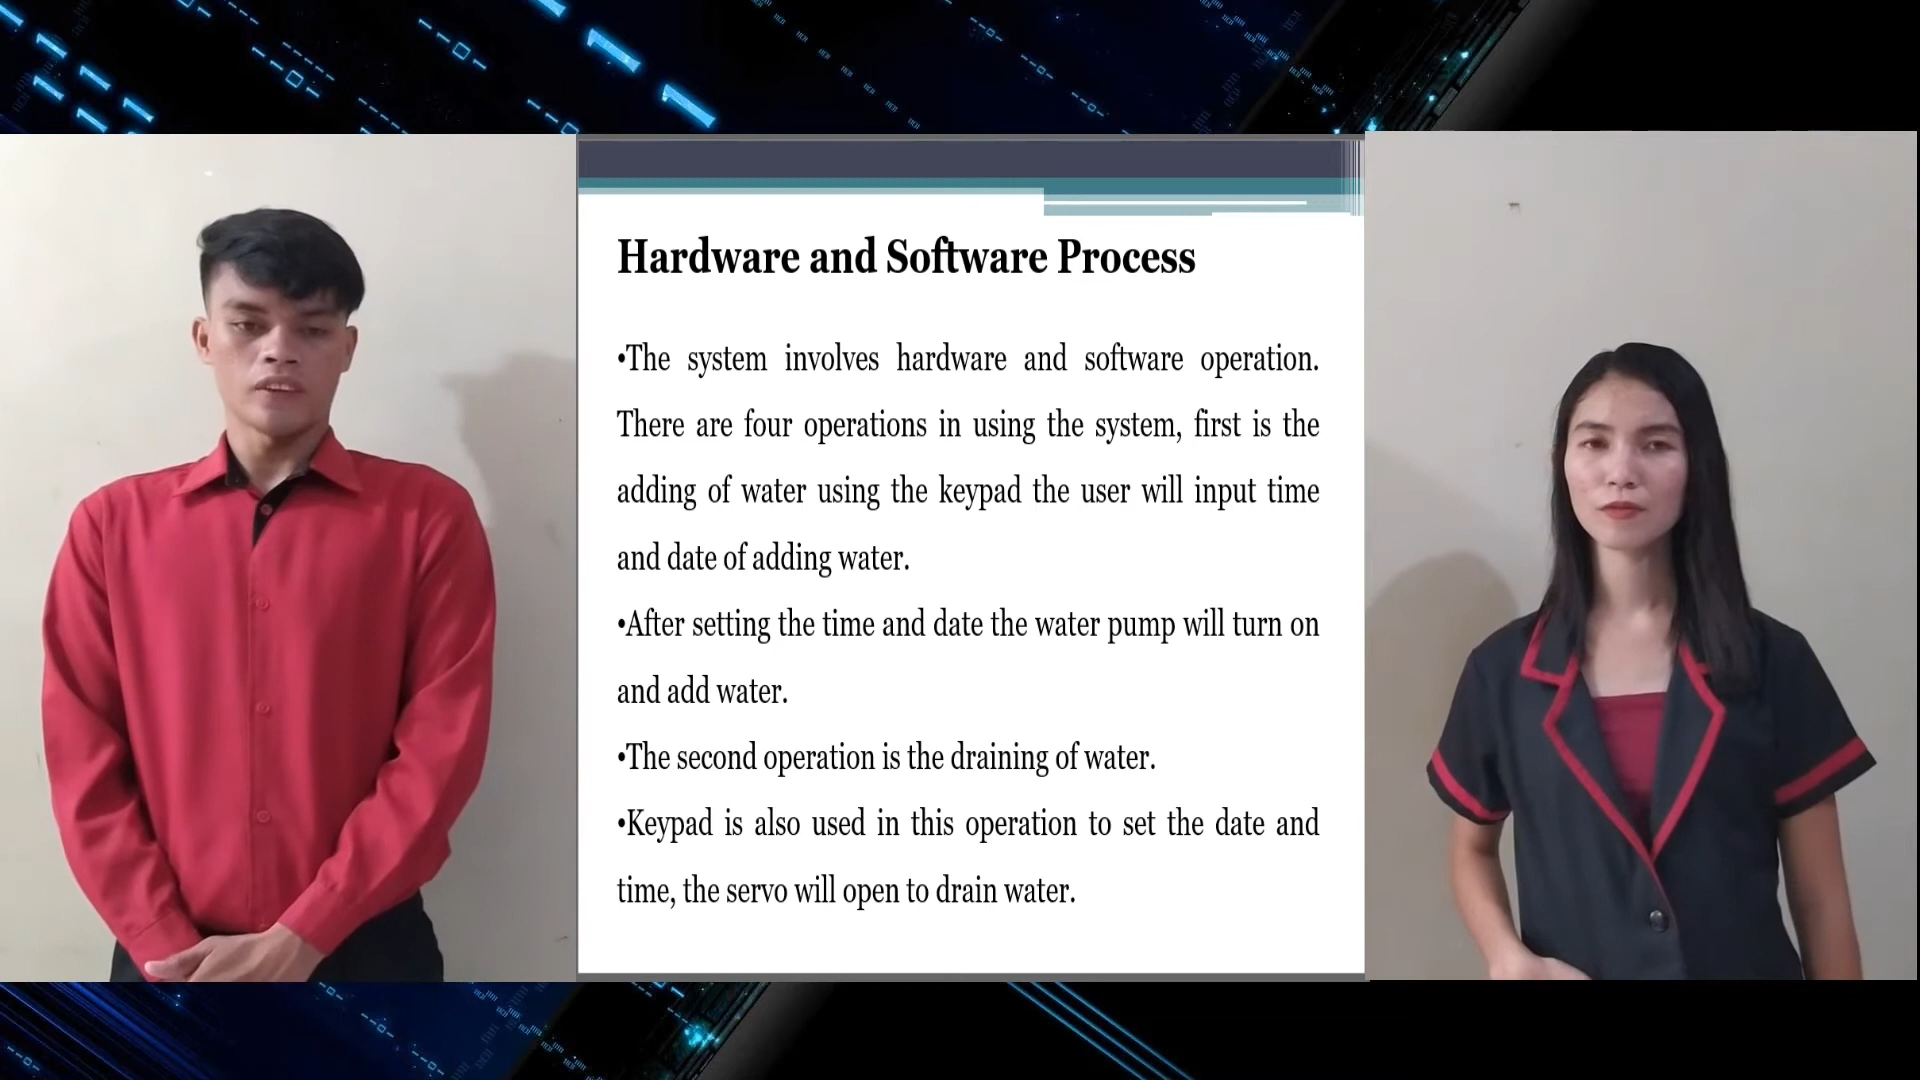 Hardware and Software Process
•The system involves hardware and software operation.
There are four operations in using the system, first is the
adding of water using the keypad the user will input time
and date of adding water.
•After setting the time and date the water pump will turn on
and add water.
•The second operation is the draining of water.
•Keypad is also used in this operation to set the date and
time, the servo will open to drain water.